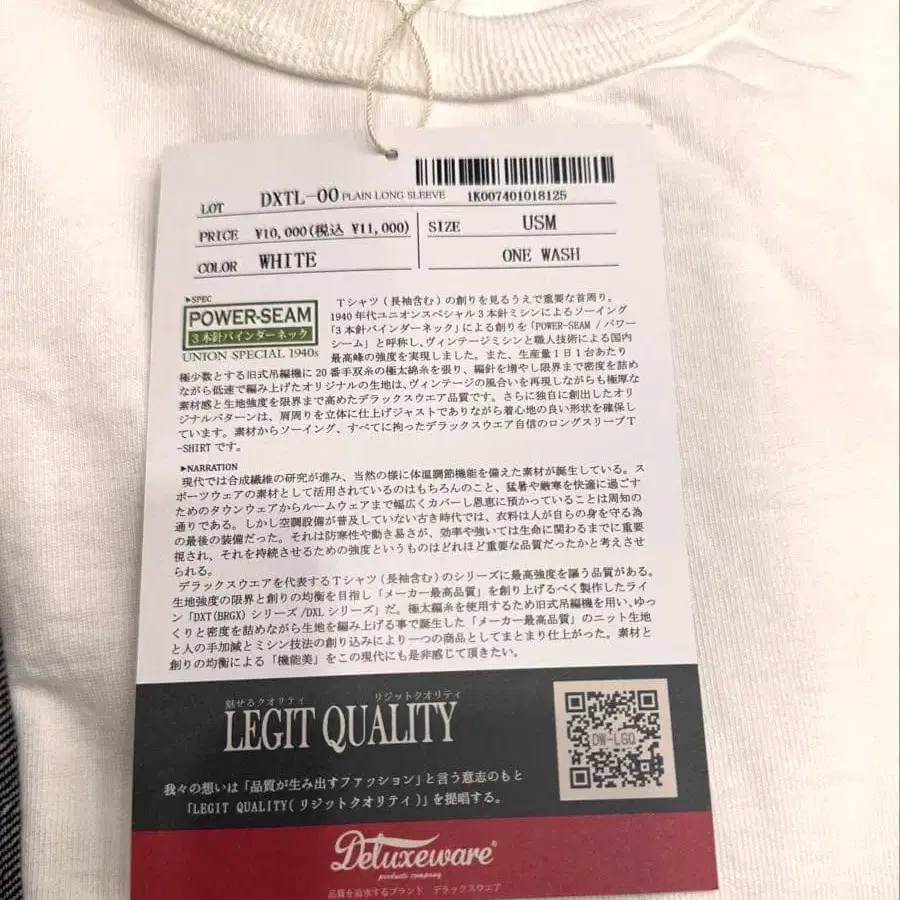 LOT DXTL-00 PLAIN LONG SLEEVE 1K007401018125
PRICE ¥10,000(税込 ¥11,000) SIZE USM
COLOR WHITE ONE WASH
▶SPEC
POWER-SEAM
3本針バインダーネック
UNION SPECIAL 1940s
Tシャツ(長袖含む)の創りを見るうえで重要な首周り。
1940年代ユニオンスペシャル3本針ミシンによるソーイング
「3本針バインダーネック」による創りを「POWER-SEAM / パワー
シーム」と呼称し、ヴィンテージミシンと職人技術による国内
最高峰の強度を実現しました。また、生産量1日1台あたり
極少数とする旧式吊編機に20番手双糸の極太綿糸を張り、編針を増やし限界まで密度を詰め
ながら低速で編み上げたオリジナルの生地は、ヴィンテージの風合いを再現しながらも極厚な
素材感と生地強度を限界まで高めたデラックスウエア品質です。さらに独自に創出したオリ
ジナルパターンは、肩周りを立体に仕上げジャストでありながら着心地の良い形状を確保し
ています。素材からソーイング、すべてに拘ったデラックスウエア自信のロングスリーブT
-SHIRTです。
▶NARRATION
現代では合成繊維の研究が進み、当然の様に体温調節機能を備えた素材が誕生している。ス
ポーツウェアの素材として活用されているのはもちろんのこと、猛暑や厳寒を快適に過ごす
ためのタウンウェアからルームウェアまで幅広くカバーし恩恵に預かっていることは周知の
通りである。しかし空調設備が普及していない古き時代では、衣料は人が自らの身を守る為
の最後の装備だった。それは防寒性や動き易さが、効率や強いては生命に関わるまでに重要
視され、それを持続させるための強度というものはどれほど重要な品質だったかと考えさせ
られる。
デラックスウエアを代表するTシャツ(長袖含む)のシリーズに最高強度を謳う品質がある。
生地強度の限界と創りの均衡を目指し「メーカー最高品質」を創り上げるべく製作したライ
ン「DXT(BRGX)シリーズ/DXLシリーズ」だ。極太編糸を使用するため旧式吊編機を用い、ゆっ
くりと密度を詰めながら生地を編み上げる事で誕生した「メーカー最高品質」のニット生地
と人の手加減とミシン技法の創り込みにより一つの商品としてまとまり仕上がった。素材と
創りの均衡による「機能美」をこの現代にも是非感じて頂きたい。
魅せるクオリティ リジットクオリティ
LEGIT QUALITY
DW-LGQ
我々の想いは「品質が生み出すファッション」と言う意志のもと
「LEGIT QUALITY(リジットクオリティ)」を提唱する。
Deluxeware
products company
品質を追求するブランド デラックスウエア